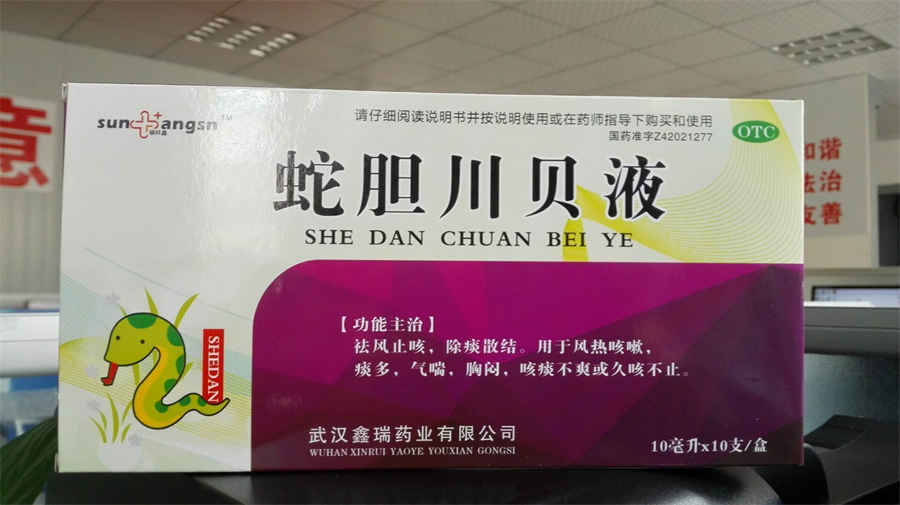 sun angsn™
请仔细阅读说明书并按说明使用或在药师指导下购买和使用
国药准字Z42021277
OTC
蛇胆川贝液
SHE DAN CHUAN BEI YE
【功能主治】
祛风止咳，除痰散结。用于风热咳嗽，
痰多，气喘，胸闷，咳痰不爽或久咳不止。
SHEDAN
武汉鑫瑞药业有限公司
WUHAN XINRUI YAOYE YOUXIAN GONGSI
10毫升x10支/盒
意
和谐
法治
友善